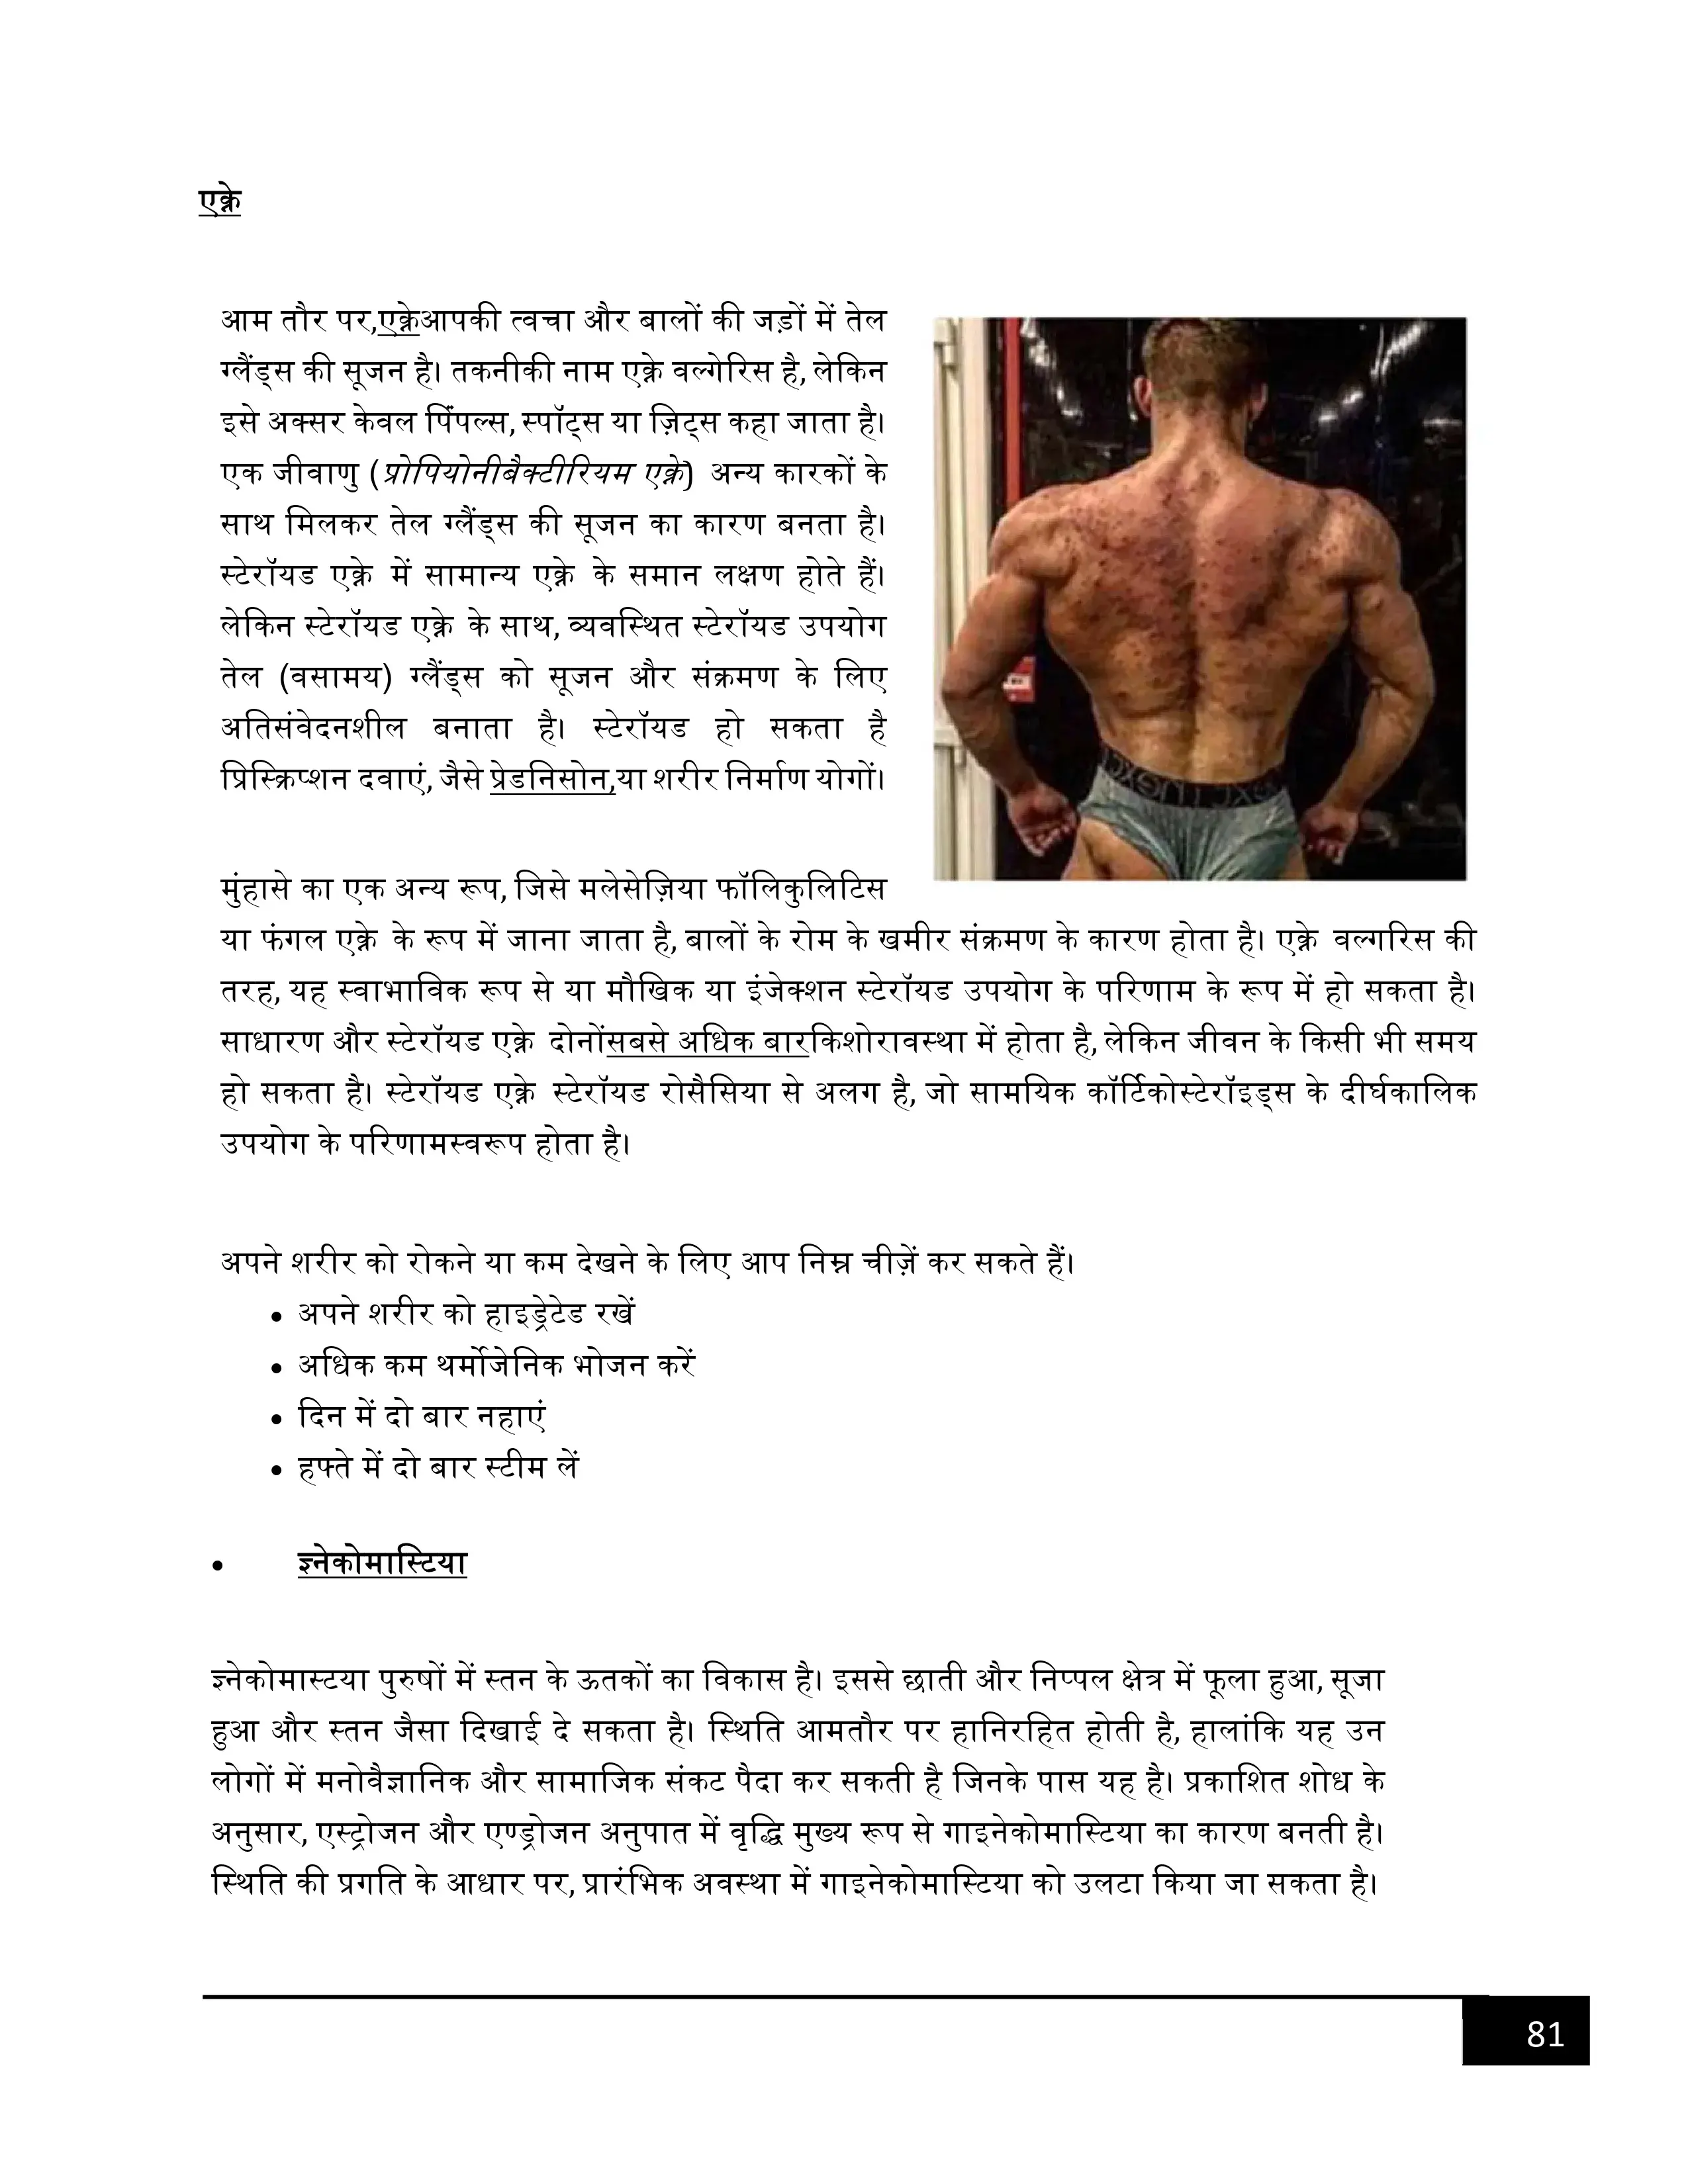 एक्ने
आम तौर पर,एक्नेआपकी त्वचा और बालों की जड़ों में तेल
ग्लैंड्स की सूजन है। तकनीकी नाम एक्ने वल्गेरिस है, लेकिन
इसे अक्सर केवल पिंपल्स, स्पॉट्स या ज़िट्स कहा जाता है।
एक जीवाणु (प्रोपियोनीबैक्टीरियम एक्ने) अन्य कारकों के
साथ मिलकर तेल ग्लैंड्स की सूजन का कारण बनता है।
स्टेरॉयड एक्ने में सामान्य एक्ने के समान लक्षण होते हैं।
लेकिन स्टेरॉयड एक्ने के साथ, व्यवस्थित स्टेरॉयड उपयोग
तेल (वसामय) ग्लैंड्स को सूजन और संक्रमण के लिए
अतिसंवेदनशील बनाता है। स्टेरॉयड हो सकता है
प्रिस्क्रिप्शन दवाएं, जैसे प्रेडनिसोन,या शरीर निर्माण योगों।
मुंहासे का एक अन्य रूप, जिसे मलेसेज़िया फॉलिकुलिटिस
या फंगल एक्ने के रूप में जाना जाता है, बालों के रोम के खमीर संक्रमण के कारण होता है। एक्ने वल्गरिस की
तरह, यह स्वाभाविक रूप से या मौखिक या इंजेक्शन स्टेरॉयड उपयोग के परिणाम के रूप में हो सकता है।
साधारण और स्टेरॉयड एक्ने दोनोंसबसे अधिक बारकिशोरावस्था में होता है, लेकिन जीवन के किसी भी समय
हो सकता है। स्टेरॉयड एक्ने स्टेरॉयड रोसैसिया से अलग है, जो सामयिक कॉर्टिकोस्टेरॉइड्स के दीर्घकालिक
उपयोग के परिणामस्वरूप होता है।
अपने शरीर को रोकने या कम देखने के लिए आप निम्न चीज़ें कर सकते हैं।
• अपने शरीर को हाइड्रेटेड रखें
• अधिक कम थर्मोजेनिक भोजन करें
• दिन में दो बार नहाएं
• हफ्ते में दो बार स्टीम लें
• ज्नेकोमास्टिया
ज्नेकोमास्टया पुरुषों में स्तन के ऊतकों का विकास है। इससे छाती और निप्पल क्षेत्र में फूला हुआ, सूजा
हुआ और स्तन जैसा दिखाई दे सकता है। स्थिति आमतौर पर हानिरहित होती है, हालांकि यह उन
लोगों में मनोवैज्ञानिक और सामाजिक संकट पैदा कर सकती है जिनके पास यह है। प्रकाशित शोध के
अनुसार, एस्ट्रोजन और एण्ड्रोजन अनुपात में वृद्धि मुख्य रूप से गाइनेकोमास्टिया का कारण बनती है।
स्थिति की प्रगति के आधार पर, प्रारंभिक अवस्था में गाइनेकोमास्टिया को उलटा किया जा सकता है।
81